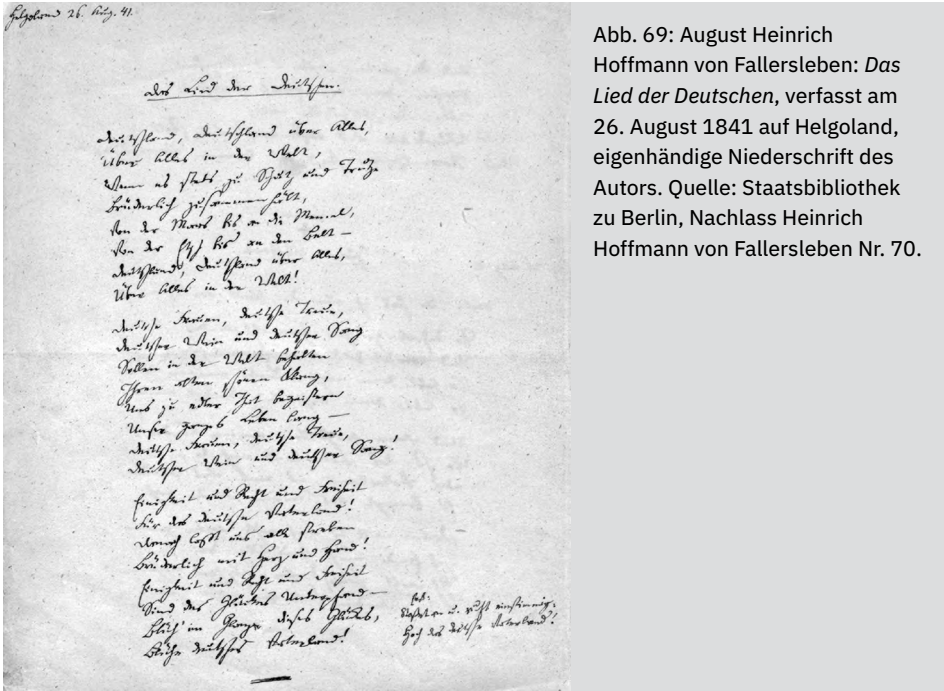 Helgoland 26. Aug. 41.
Das Lied der Deutschen.
Deutschland, Deutschland über Alles,
Über Alles in der Welt,
Wenn es stets zu Schutz und Trutze
Brüderlich zusammenhält,
Von der Maas bis an die Memel,
Von der Etsch bis an den Belt –
Deutschland, Deutschland über Alles,
Über Alles in der Welt!
Deutsche Frauen, deutsche Treue,
Deutscher Wein und deutscher Sang
Sollen in der Welt behalten
Ihren alten schönen Klang,
Uns zu edler That begeistern
Unser ganzes Leben lang –
Deutsche Frauen, deutsche Treue,
Deutscher Wein und deutscher Sang!
Einigkeit und Recht und Freiheit
Für das deutsche Vaterland!
Danach lasst uns alle streben
Brüderlich mit Herz und Hand!
Einigkeit und Recht und Freiheit
Sind des Glückes Unterpfand –
Blüh' im Glanze dieses Glückes,
Blühe deutsches Vaterland!
Stoßet an u. ruft einstimmig:
Hoch das deutsche Vaterland!
Abb. 69: August Heinrich
Hoffmann von Fallersleben: Das
Lied der Deutschen, verfasst am
26. August 1841 auf Helgoland,
eigenhändige Niederschrift des
Autors. Quelle: Staatsbibliothek
zu Berlin, Nachlass Heinrich
Hoffmann von Fallersleben Nr. 70.